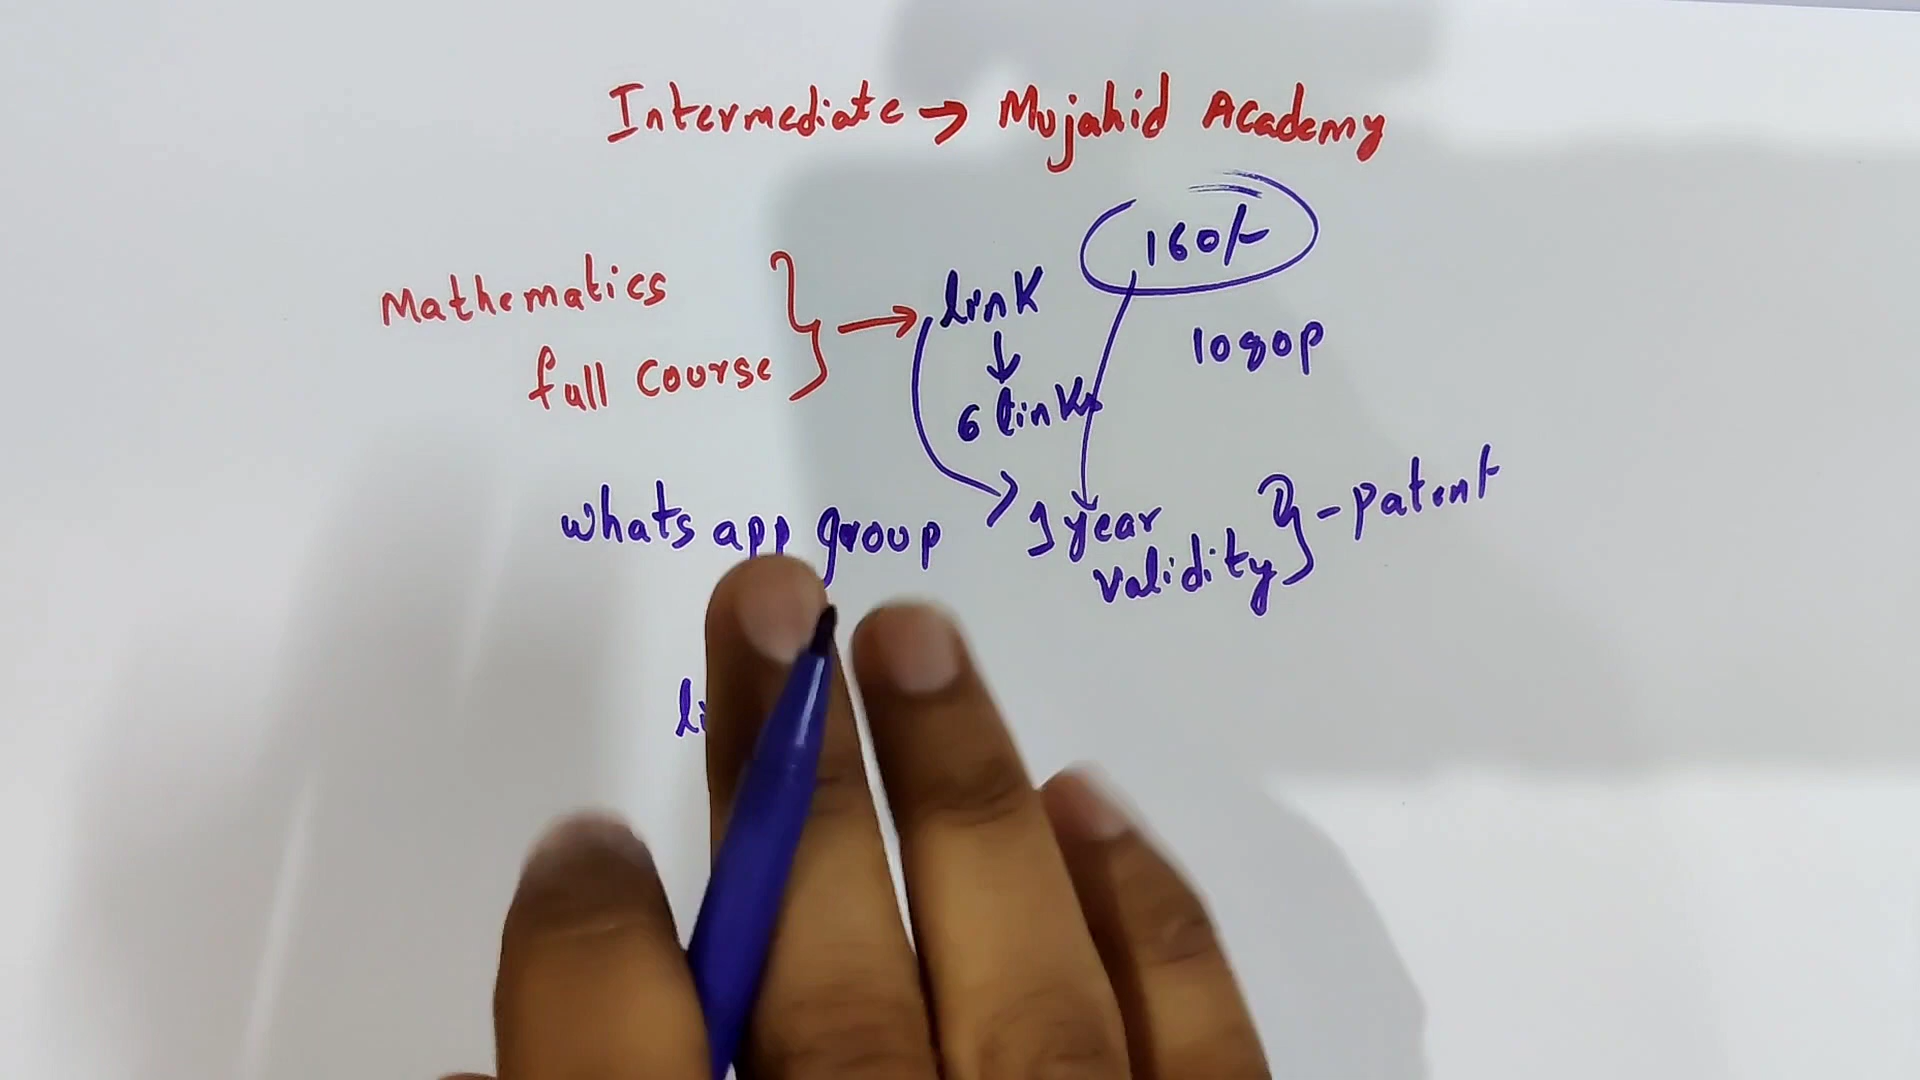 Intermediate → Mujahid Academy
160/-
Mathematics
full Course
link
1080p
6 links
whats app group
1 year
validity
- patent